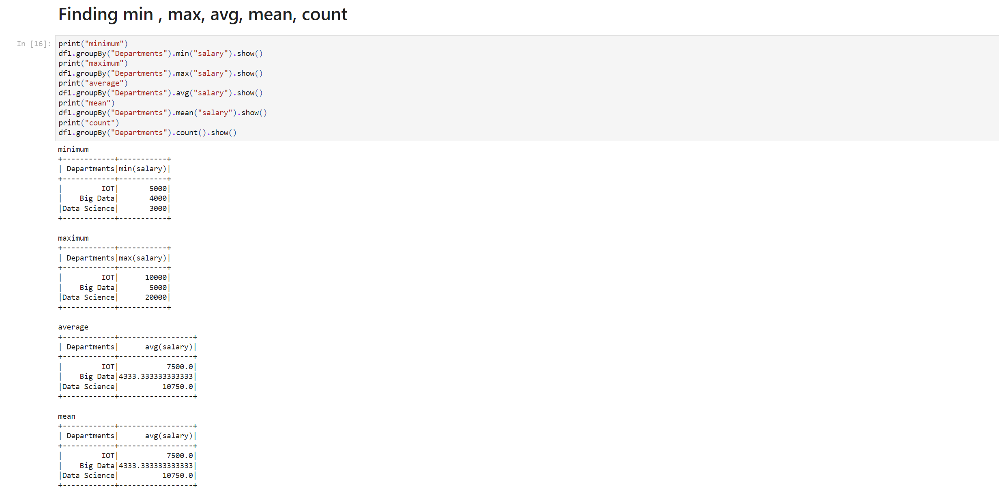 Finding min , max, avg, mean, count
In [16]:
print("minimum")
df1.groupBy("Departments").min("salary").show()
print("maximum")
df1.groupBy("Departments").max("salary").show()
print("average")
df1.groupBy("Departments").avg("salary").show()
print("mean")
df1.groupBy("Departments").mean("salary").show()
print("count")
df1.groupBy("Departments").count().show()
minimum
+------------+-----------+
| Departments|min(salary)|
+------------+-----------+
|         IOT|       5000|
|    Big Data|       4000|
|Data Science|       3000|
+------------+-----------+
maximum
+------------+-----------+
| Departments|max(salary)|
+------------+-----------+
|         IOT|      10000|
|    Big Data|       5000|
|Data Science|      20000|
+------------+-----------+
average
+------------+-----------------+
| Departments|      avg(salary)|
+------------+-----------------+
|         IOT|           7500.0|
|    Big Data|4333.333333333333|
|Data Science|          10750.0|
+------------+-----------------+
mean
+------------+-----------------+
| Departments|      avg(salary)|
+------------+-----------------+
|         IOT|           7500.0|
|    Big Data|4333.333333333333|
|Data Science|          10750.0|
+------------+-----------------+